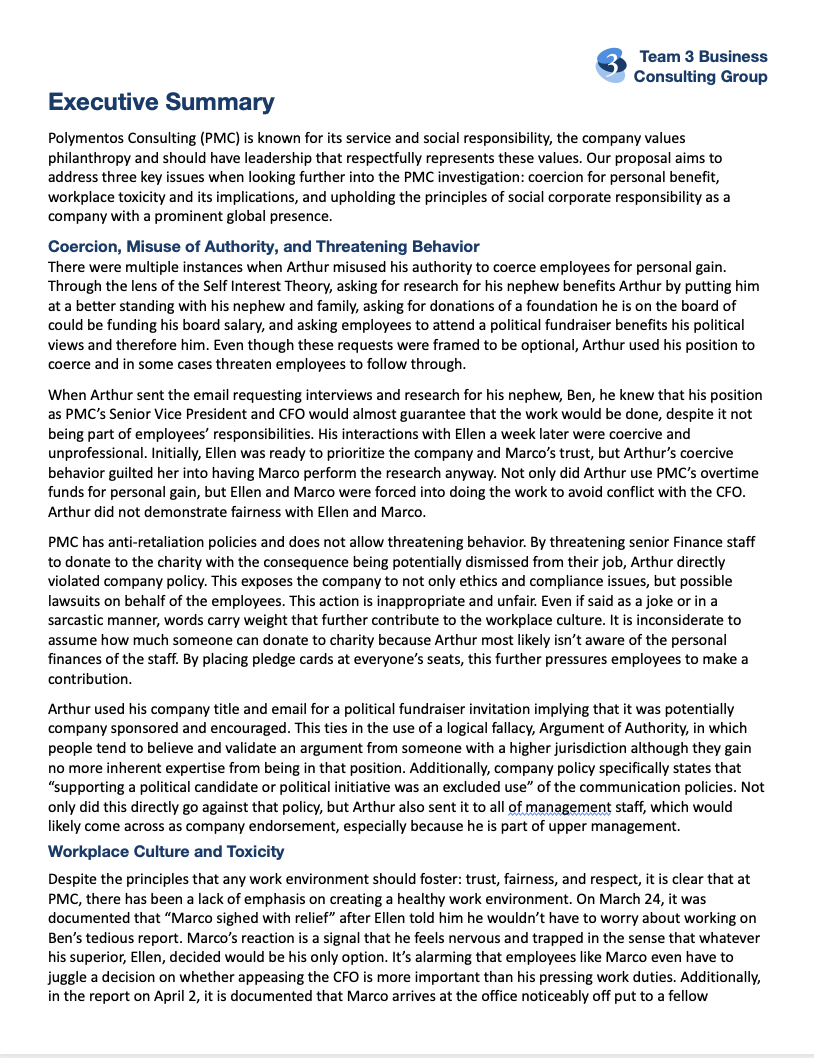 3
Team 3 Business
Consulting Group
Executive Summary
Polymentos Consulting (PMC) is known for its service and social responsibility, the company values
philanthropy and should have leadership that respectfully represents these values. Our proposal aims to
address three key issues when looking further into the PMC investigation: coercion for personal benefit,
workplace toxicity and its implications, and upholding the principles of social corporate responsibility as a
company with a prominent global presence.
Coercion, Misuse of Authority, and Threatening Behavior
There were multiple instances when Arthur misused his authority to coerce employees for personal gain.
Through the lens of the Self Interest Theory, asking for research for his nephew benefits Arthur by putting him
at a better standing with his nephew and family, asking for donations of a foundation he is on the board of
could be funding his board salary, and asking employees to attend a political fundraiser benefits his political
views and therefore him. Even though these requests were framed to be optional, Arthur used his position to
coerce and in some cases threaten employees to follow through.
When Arthur sent the email requesting interviews and research for his nephew, Ben, he knew that his position
as PMC's Senior Vice President and CFO would almost guarantee that the work would be done, despite it not
being part of employees' responsibilities. His interactions with Ellen a week later were coercive and
unprofessional. Initially, Ellen was ready to prioritize the company and Marco's trust, but Arthur's coercive
behavior guilted her into having Marco perform the research anyway. Not only did Arthur use PMC's overtime
funds for personal gain, but Ellen and Marco were forced into doing the work to avoid conflict with the CFO.
Arthur did not demonstrate fairness with Ellen and Marco.
PMC has anti-retaliation policies and does not allow threatening behavior. By threatening senior Finance staff
to donate to the charity with the consequence being potentially dismissed from their job, Arthur directly
violated company policy. This exposes the company to not only ethics and compliance issues, but possible
lawsuits on behalf of the employees. This action is inappropriate and unfair. Even if said as a joke or in a
sarcastic manner, words carry weight that further contribute to the workplace culture. It is inconsiderate to
assume how much someone can donate to charity because Arthur most likely isn't aware of the personal
finances of the staff. By placing pledge cards at everyone's seats, this further pressures employees to make a
contribution.
Arthur used his company title and email for a political fundraiser invitation implying that it was potentially
company sponsored and encouraged. This ties in the use of a logical fallacy, Argument of Authority, in which
people tend to believe and validate an argument from someone with a higher jurisdiction although they gain
no more inherent expertise from being in that position. Additionally, company policy specifically states that
“supporting a political candidate or political initiative was an excluded use” of the communication policies. Not
only did this directly go against that policy, but Arthur also sent it to all of management staff, which would
likely come across as company endorsement, especially because he is part of upper management.
Workplace Culture and Toxicity
Despite the principles that any work environment should foster: trust, fairness, and respect, it is clear that at
PMC, there has been a lack of emphasis on creating a healthy work environment. On March 24, it was
documented that “Marco sighed with relief” after Ellen told him he wouldn't have to worry about working on
Ben's tedious report. Marco's reaction is a signal that he feels nervous and trapped in the sense that whatever
his superior, Ellen, decided would be his only option. It's alarming that employees like Marco even have to
juggle a decision on whether appeasing the CFO is more important than his pressing work duties. Additionally,
in the report on April 2, it is documented that Marco arrives at the office noticeably off put to a fellow